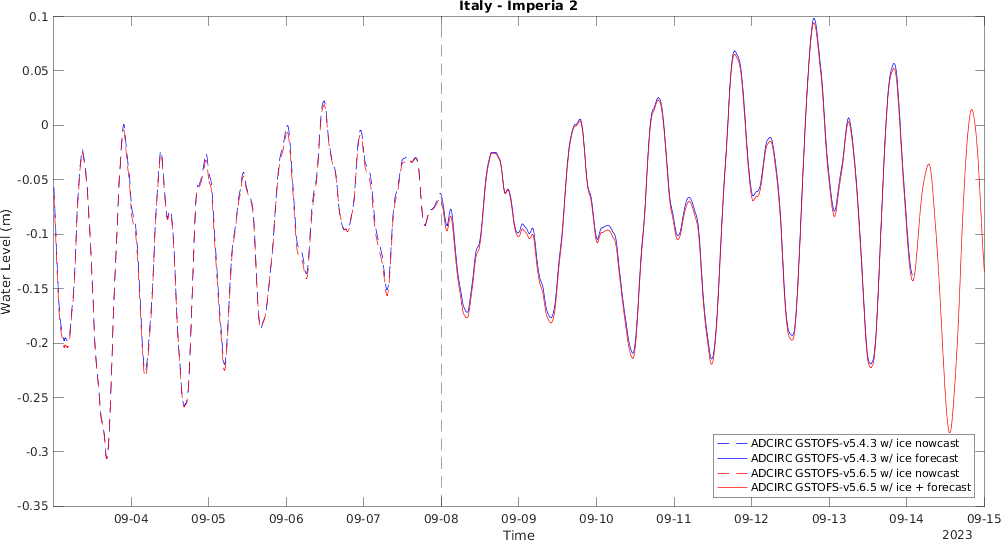 Italy - Imperia 2
0.1
0.05
0
-0.05
-0.1
-0.15
-0.2
-0.25
-0.3
-0.35
Water Level (m)
ADCIRC GSTOFS-v5.4.3 w/ ice nowcast
ADCIRC GSTOFS-v5.4.3 w/ ice forecast
ADCIRC GSTOFS-v5.6.5 w/ ice nowcast
ADCIRC GSTOFS-v5.6.5 w/ ice + forecast
09-04 09-05 09-06 09-07 09-08 09-09 09-10 09-11 09-12 09-13 09-14 09-15
Time
2023